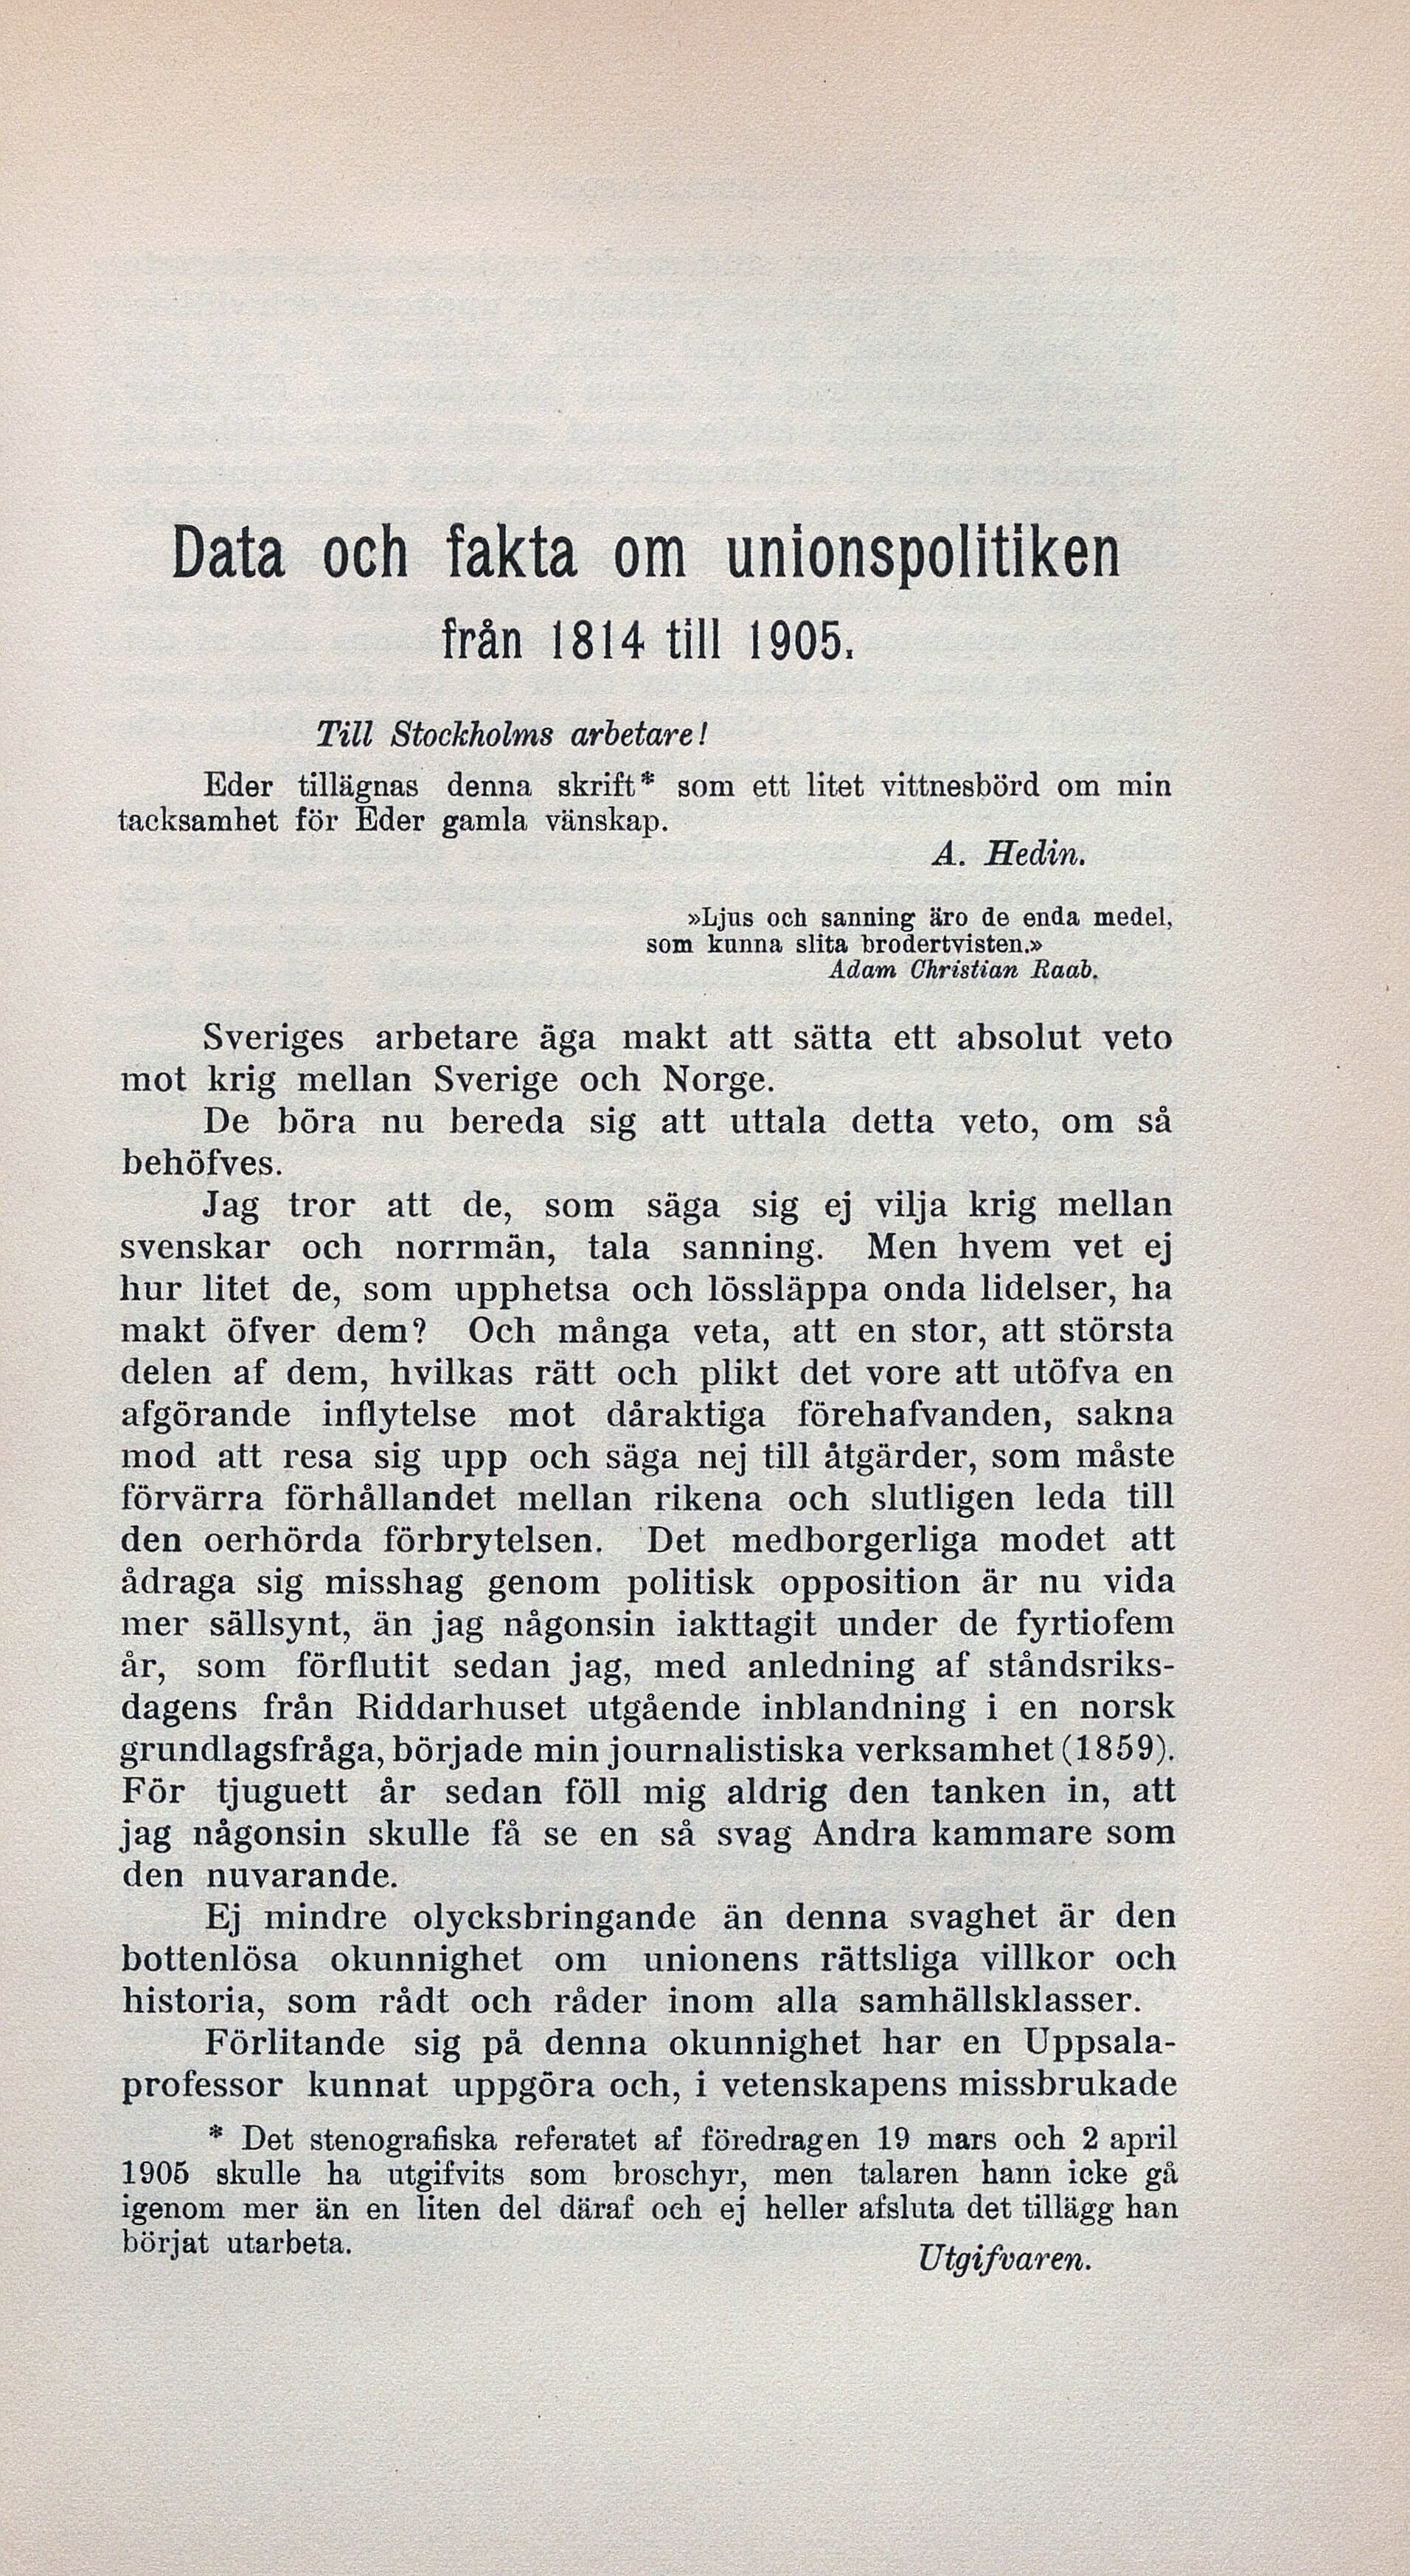 Data och fakta om unionspolitiken
från 1814 till 1905.
Till Stockholms arbetare!
Eder tillägnas denna skrift* som ett litet vittnesbörd om min
tacksamhet för Eder gamla vänskap.
A. Hedin.
»Ljus och sanning äro de enda medel,
som kunna slita brodertvisten.»
Adam Christian Raab.
Sveriges arbetare äga makt att sätta ett absolut veto
mot krig mellan Sverige och Norge.
De böra nu bereda sig att uttala detta veto, om så
behöfves.
Jag tror att de, som säga sig ej vilja krig mellan
svenskar och norrmän, tala sanning. Men hvem vet ej
hur litet de, som upphetsa och lössläppa onda lidelser, ha
makt öfver dem? Och många veta, att en stor, att största
delen af dem, hvilkas rätt och plikt det vore att utöfva en
afgörande inflytelse mot dåraktiga förehafvanden, sakna
mod att resa sig upp och säga nej till åtgärder, som måste
förvärra förhållandet mellan rikena och slutligen leda till
den oerhörda förbrytelsen. Det medborgerliga modet att
ådraga sig misshag genom politisk opposition är nu vida
mer sällsynt, än jag någonsin iakttagit under de fyrtiofem
år, som förflutit sedan jag, med anledning af ståndsriks-
dagens från Riddarhuset utgående inblandning i en norsk
grundlagsfråga, började min journalistiska verksamhet (1859).
För tjuguett år sedan föll mig aldrig den tanken in, att
jag någonsin skulle få se en så svag Andra kammare som
den nuvarande.
Ej mindre olycksbringande än denna svaghet är den
bottenlösa okunnighet om unionens rättsliga villkor och
historia, som rådt och råder inom alla samhällsklasser.
Förlitande sig på denna okunnighet har en Uppsala-
professor kunnat uppgöra och, i vetenskapens missbrukade
* Det stenografiska referatet af föredragen 19 mars och 2 april
1905 skulle ha utgifvits som broschyr, men talaren hann icke gå
igenom mer än en liten del däraf och ej heller afsluta det tillägg han
börjat utarbeta.
Utgifvaren.